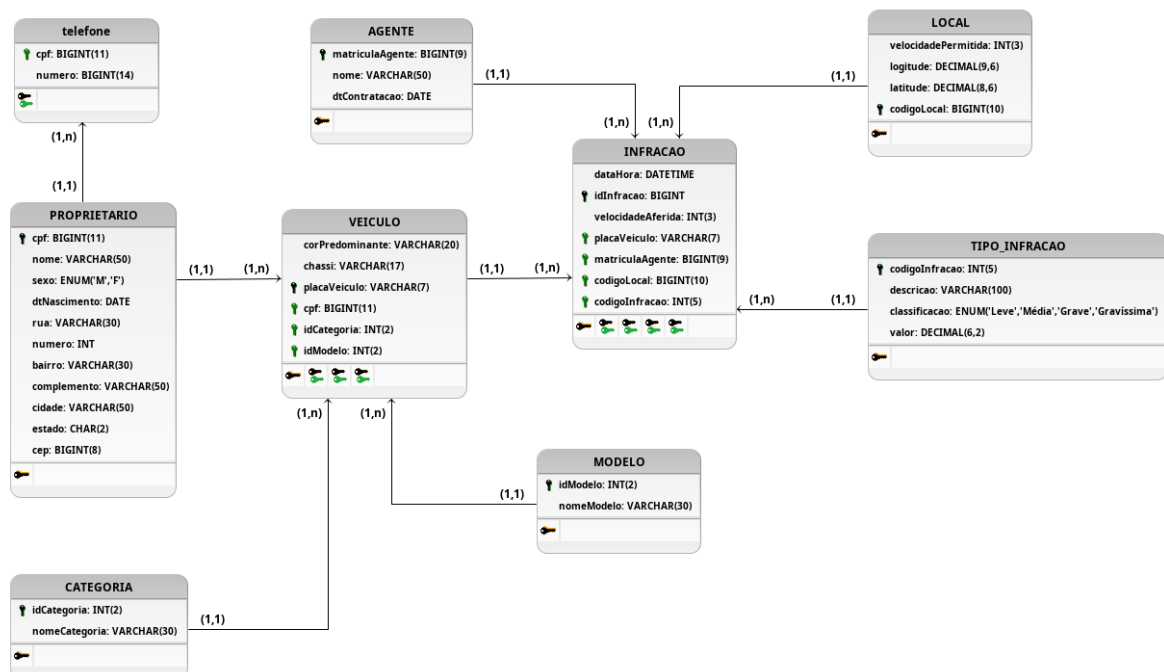 telefone
cpf: BIGINT(11)
numero: BIGINT(14)
(1,n)
(1,1)
AGENTE
matriculaAgente: BIGINT(9)
nome: VARCHAR(50)
dtContratacao: DATE
(1,1)
(1,n)
LOCAL
velocidadePermitida: INT(3)
logitude: DECIMAL(9,6)
latitude: DECIMAL(8,6)
codigoLocal: BIGINT(10)
(1,1)
(1,n)
PROPRIETARIO
cpf: BIGINT(11)
nome: VARCHAR(50)
sexo: ENUM('M','F')
dtNascimento: DATE
rua: VARCHAR(30)
numero: INT
bairro: VARCHAR(30)
complemento: VARCHAR(50)
cidade: VARCHAR(50)
estado: CHAR(2)
cep: BIGINT(8)
(1,1)
(1,n)
VEICULO
corPredominante: VARCHAR(20)
chassi: VARCHAR(17)
placaVeiculo: VARCHAR(7)
cpf: BIGINT(11)
idCategoria: INT(2)
idModelo: INT(2)
(1,1)
(1,n)
INFRACAO
dataHora: DATETIME
idInfracao: BIGINT
velocidadeAferida: INT(3)
placaVeiculo: VARCHAR(7)
matriculaAgente: BIGINT(9)
codigoLocal: BIGINT(10)
codigoInfracao: INT(5)
(1,n)
(1,1)
TIPO_INFRACAO
codigoInfracao: INT(5)
descricao: VARCHAR(100)
classificacao: ENUM('Leve','Média','Grave','Gravíssima')
valor: DECIMAL(6,2)
(1,n)
(1,n)
(1,1)
MODELO
idModelo: INT(2)
nomeModelo: VARCHAR(30)
CATEGORIA
idCategoria: INT(2)
nomeCategoria: VARCHAR(30)
(1,1)